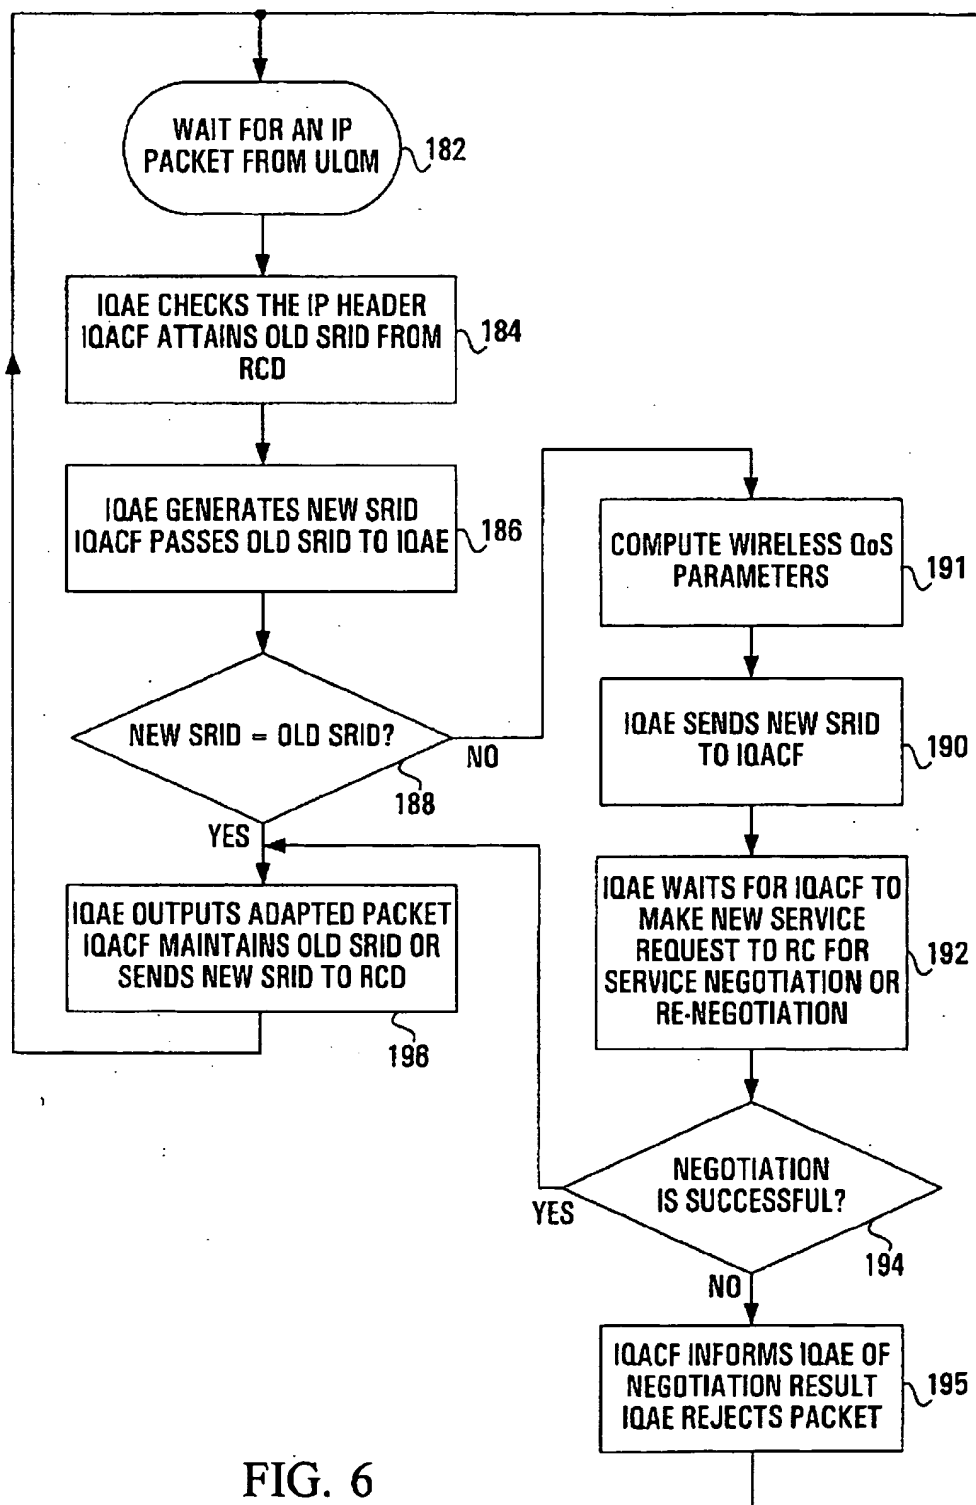 WAIT FOR AN IP
PACKET FROM ULQM
182
IQAE CHECKS THE IP HEADER
IQACF ATTAINS OLD SRID FROM
RCD
184
IQAE GENERATES NEW SRID
IQACF PASSES OLD SRID TO IQAE
186
NEW SRID = OLD SRID?
188
NO
YES
IQAE OUTPUTS ADAPTED PACKET
IQACF MAINTAINS OLD SRID OR
SENDS NEW SRID TO RCD
196
COMPUTE WIRELESS QoS
PARAMETERS
191
IQAE SENDS NEW SRID
TO IQACF
190
IQAE WAITS FOR IQACF TO
MAKE NEW SERVICE
REQUEST TO RC FOR
SERVICE NEGOTIATION OR
RE-NEGOTIATION
192
NEGOTIATION
IS SUCCESSFUL?
194
YES
NO
IQACF INFORMS IQAE OF
NEGOTIATION RESULT
IQAE REJECTS PACKET
195
FIG. 6